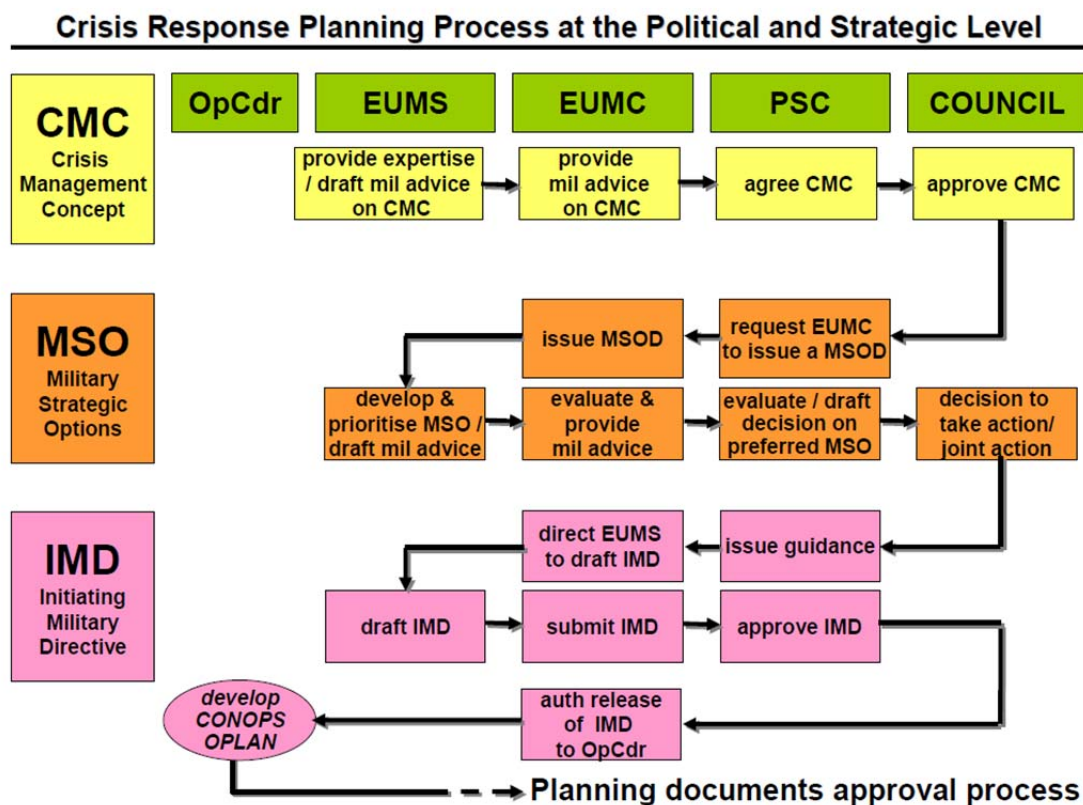 Crisis Response Planning Process at the Political and Strategic Level
CMC
Crisis
Management
Concept
OpCdr
EUMS
EUMC
PSC
COUNCIL
provide expertise
/ draft mil advice
on CMC
provide
mil advice
on CMC
agree CMC
approve CMC
MSO
Military
Strategic
Options
issue MSOD
request EUMC
to issue a MSOD
develop &
prioritise MSO /
draft mil advice
evaluate &
provide
mil advice
evaluate / draft
decision on
preferred MSO
decision to
take action/
joint action
IMD
Initiating
Military
Directive
direct EUMS
to draft IMD
issue guidance
draft IMD
submit IMD
approve IMD
develop
CONOPS
OPLAN
auth release
of IMD
to OpCdr
Planning documents approval process